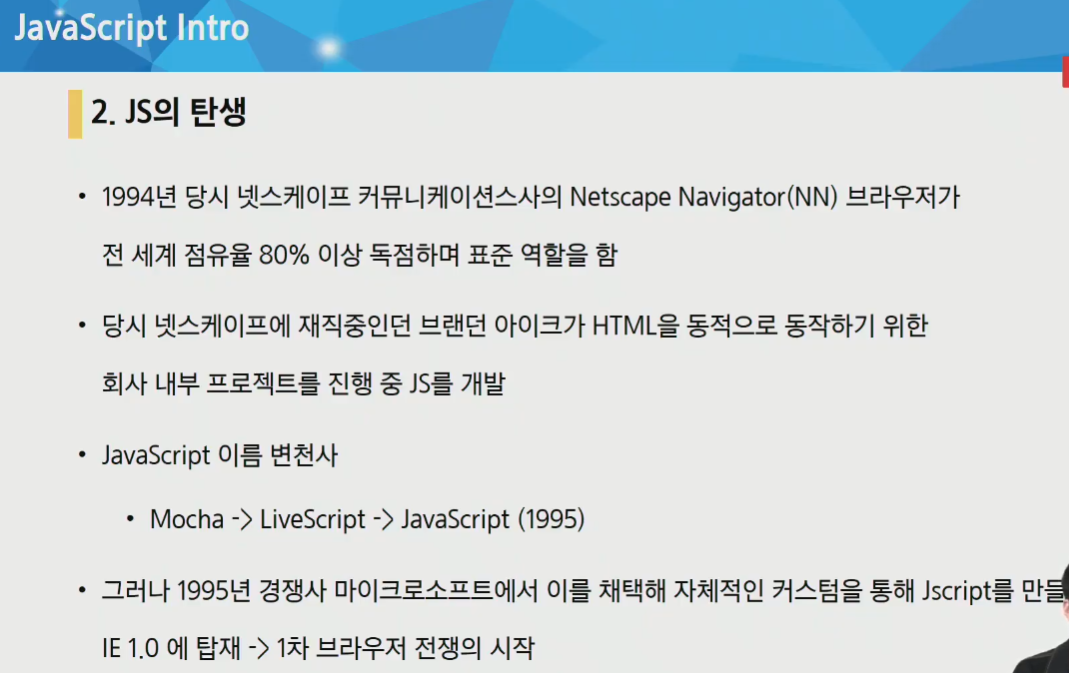 JavaScript Intro
2. JS의 탄생
• 1994년 당시 넷스케이프 커뮤니케이션스사의 Netscape Navigator(NN) 브라우저가
전 세계 점유율 80% 이상 독점하며 표준 역할을 함
• 당시 넷스케이프에 재직중인던 브랜던 아이크가 HTML을 동적으로 동작하기 위한
회사 내부 프로젝트를 진행 중 JS를 개발
• JavaScript 이름 변천사
• Mocha -> LiveScript -> JavaScript (1995)
• 그러나 1995년 경쟁사 마이크로소프트에서 이를 채택해 자체적인 커스텀을 통해 Jscript를
IE 1.0 에 탑재 -> 1차 브라우저 전쟁의 시작